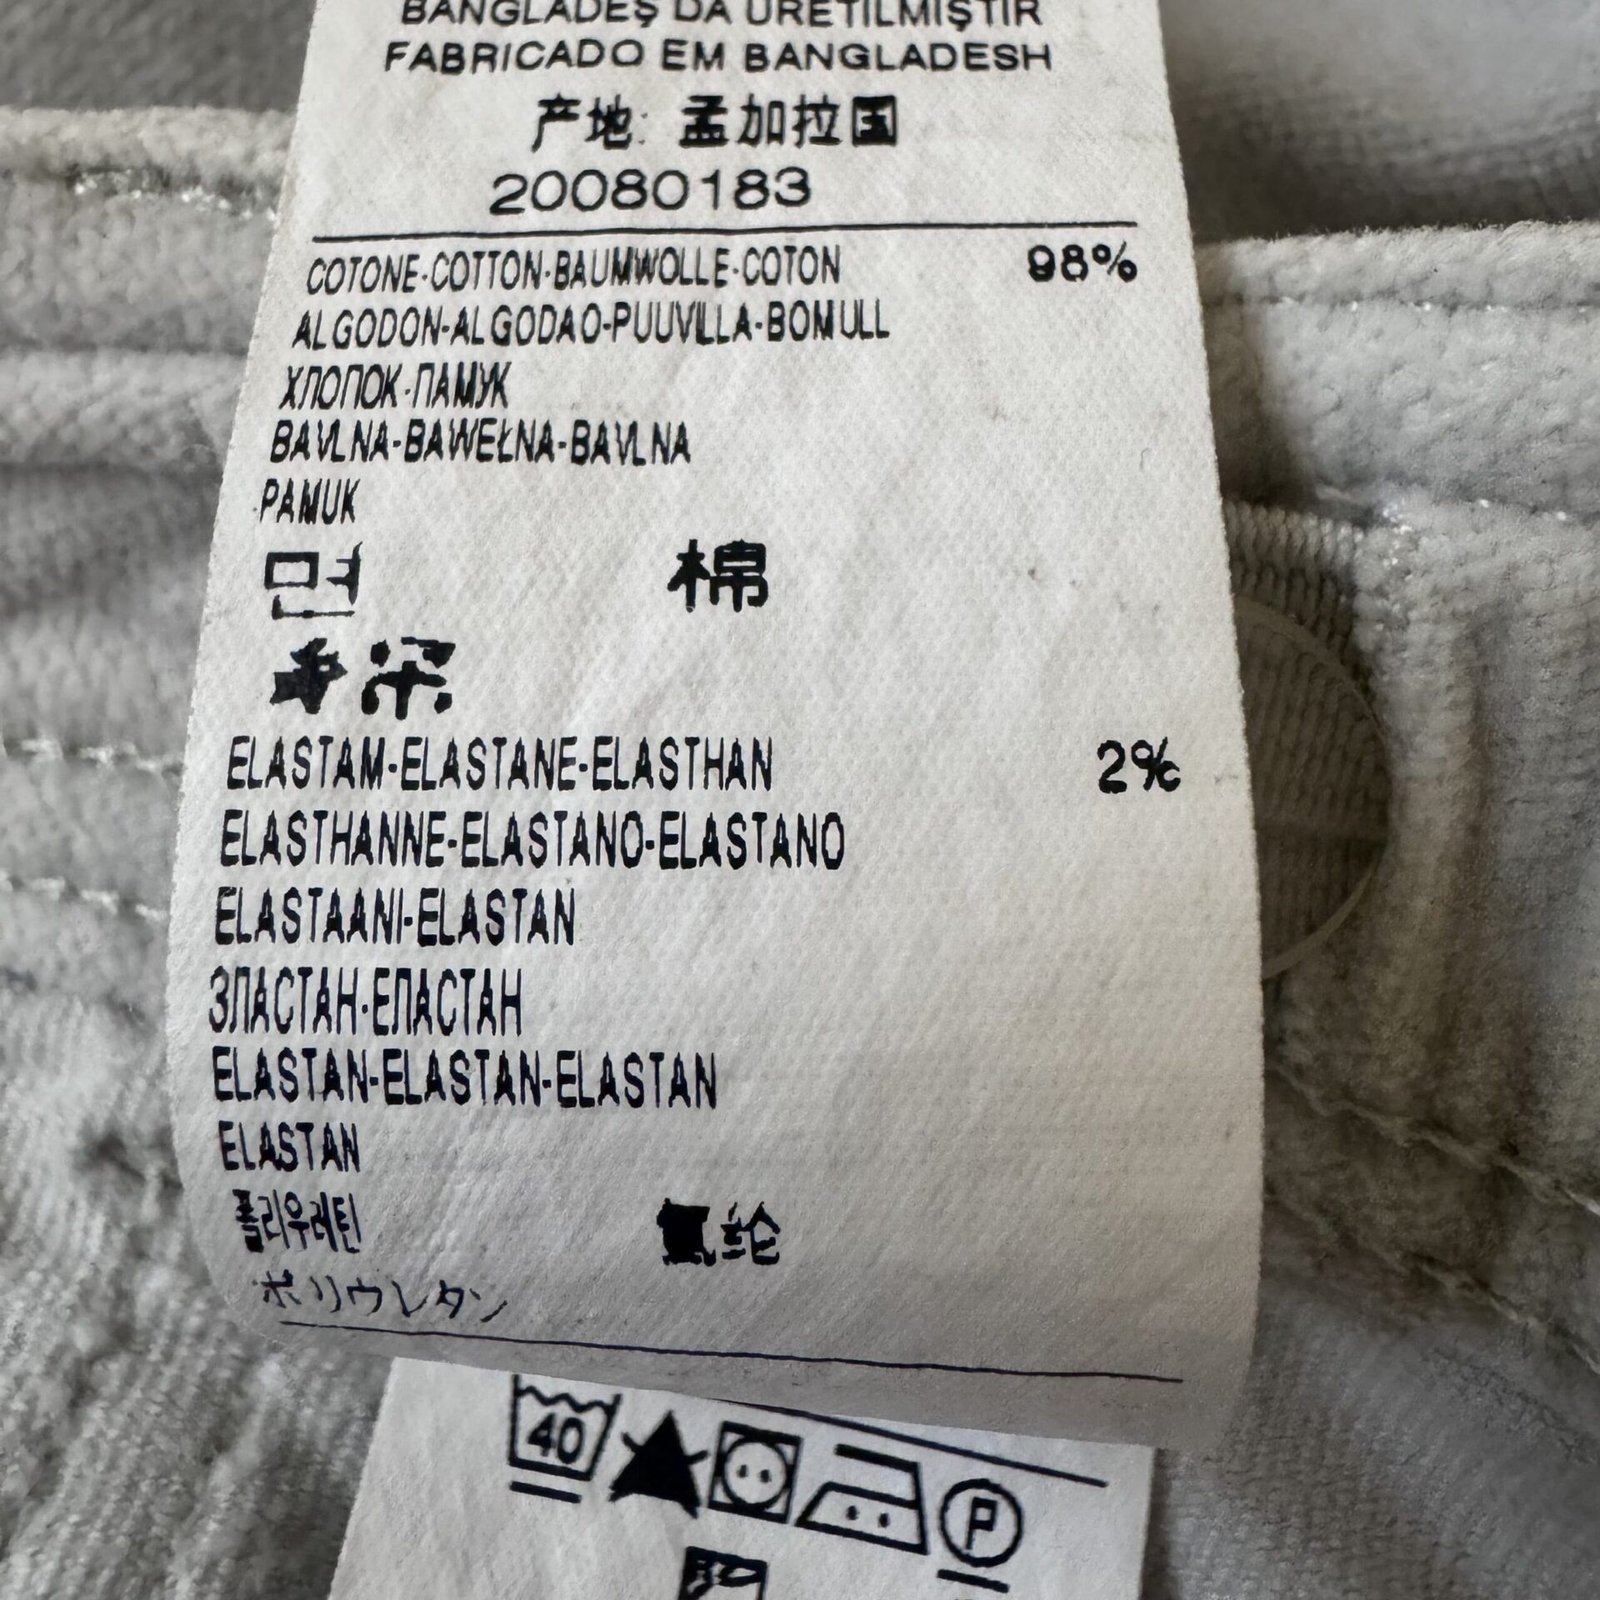 BANGLADEŞ DA ÜRETİLMİŞTİR
FABRICADO EM BANGLADESH
产地: 孟加拉国
20080183
COTONE-COTTON-BAUMWOLLE-COTON 98%
ALGODON-ALGODAO-PUUVILLA-BOMULL
ХЛОПОК-ПАМУК
BAVLNA-BAWEŁNA-BAVLNA
PAMUK
면 棉
ELASTAM-ELASTANE-ELASTHAN 2%
ELASTHANNE-ELASTANO-ELASTANO
ELASTAANI-ELASTAN
ЗЛАСТАН-ЕЛАСТАН
ELASTAN-ELASTAN-ELASTAN
ELASTAN
폴리우레탄 氨纶
ポリウレタン
40
P